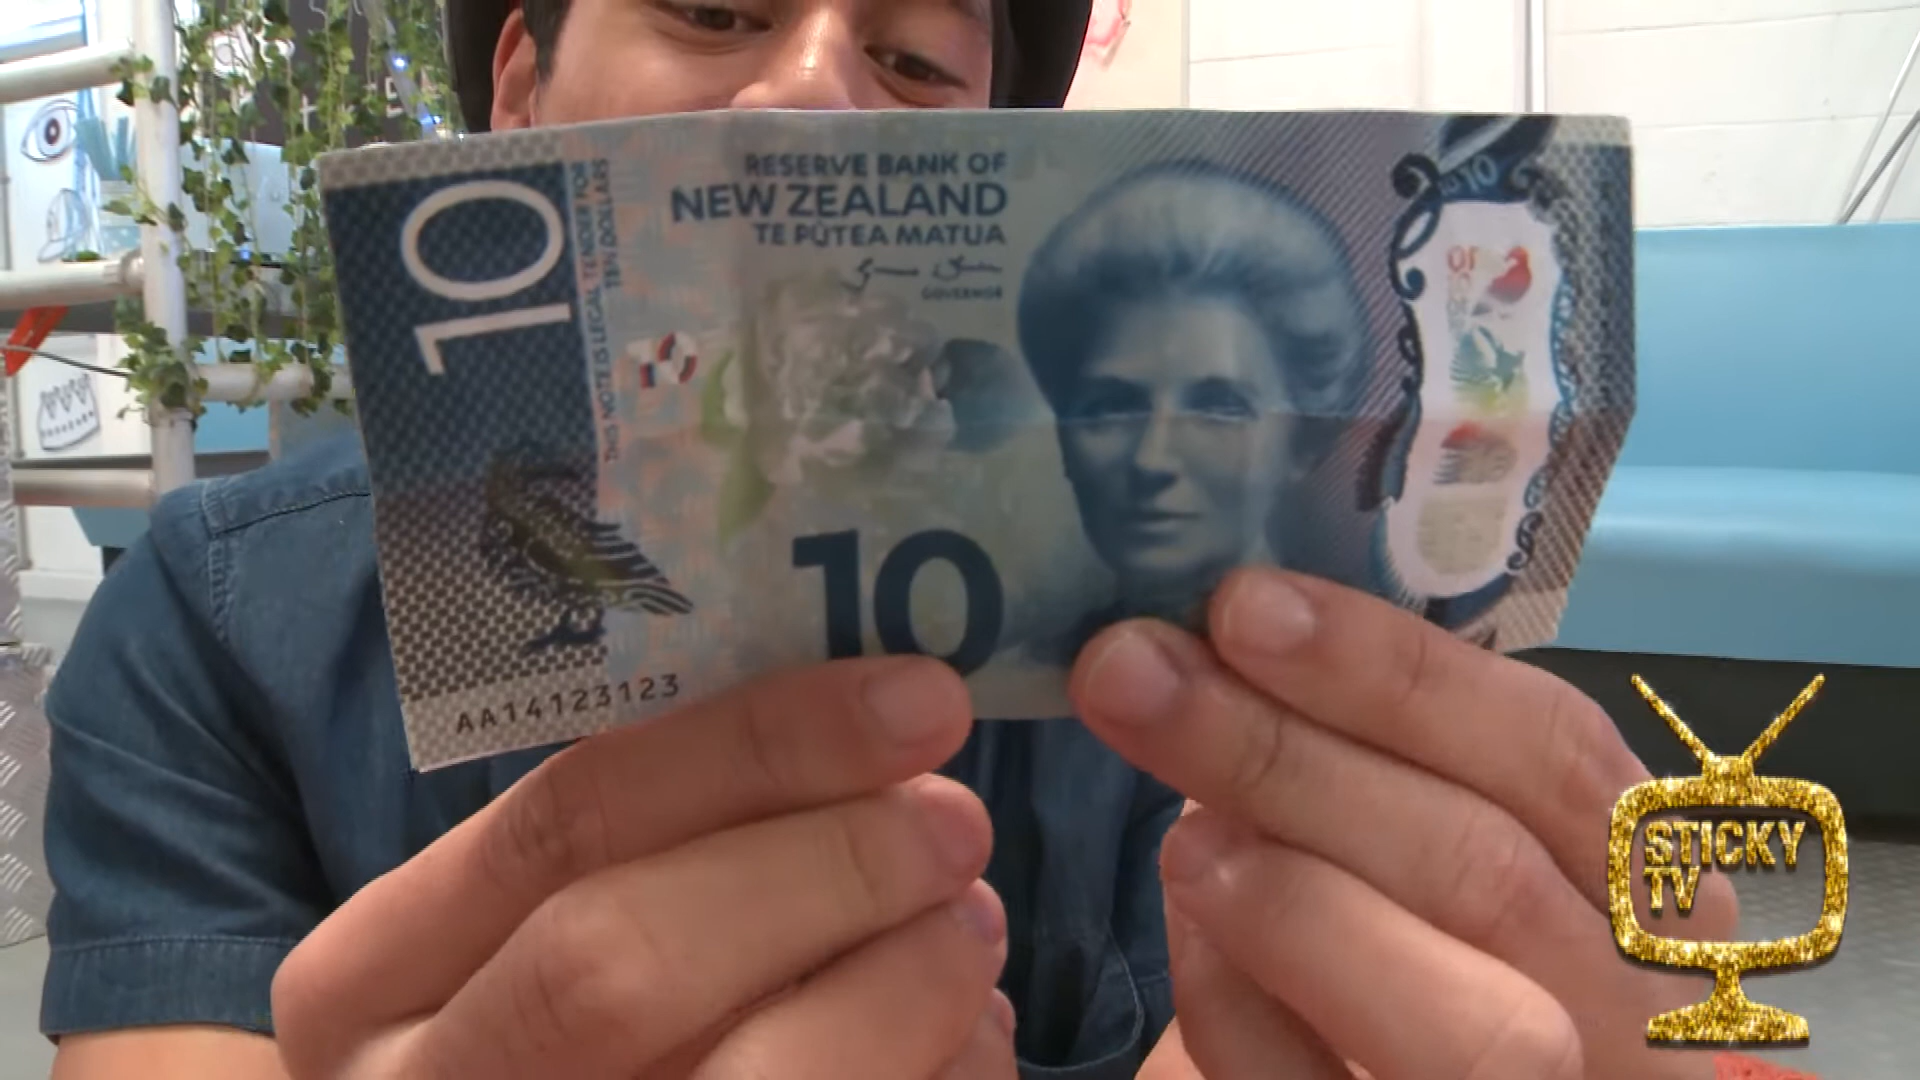 10
THIS NOTE IS LEGAL TENDER FOR
TEN DOLLARS
RESERVE BANK OF
NEW ZEALAND
TE PŪTEA MATUA
GOVERNOR
10
AA14123123
10
10
STICKY
TV